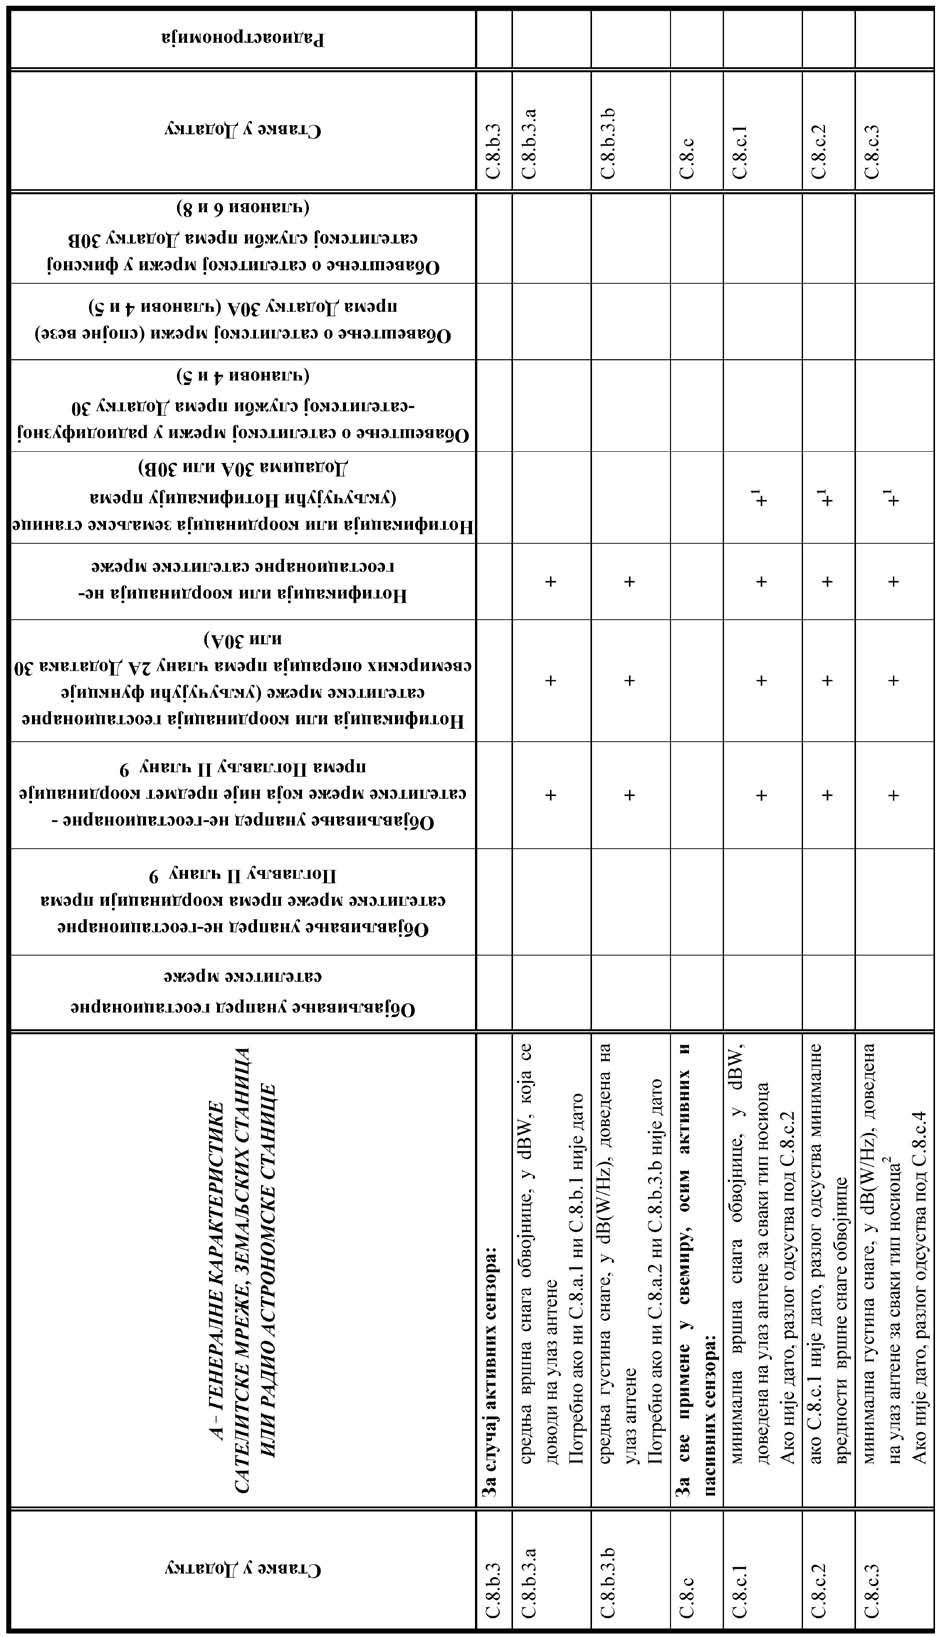 Ставке у Додатку
А – ГЕНЕРАЛНЕ КАРАКТЕРИСТИКЕ
САТЕЛИТСКЕ МРЕЖЕ, ЗЕМАЉСКИХ СТАНИЦА
ИЛИ РАДИО АСТРОНОМСКЕ СТАНИЦЕ
Објављивање унапред геостационарне
сателитске мреже
Објављивање унапред не-геостационарне
сателитске мреже према координацији према
Поглављу II члану 9
Објављивање унапред не-геостационарне -
сателитске мреже која није предмет координације
према Поглављу II члану 9
Нотификација или координација геостационарне
сателитске мреже (укључујући функције
свемирских операција према члану 2А Додатака 30
или 30А)
Нотификација или координација не-
геостационарне сателитске мреже
Нотификација или координација земаљске станице
(укључујући Нотификацију према
Додацима 30А или 30В)
Обавештење о сателитској мрежи у радиодифузној
-сателитској служби према Додатку 30
(чланови 4 и 5)
Обавештење о сателитској мрежи (спојне везе)
према Додатку 30А (чланови 4 и 5)
Обавештење о сателитској мрежи у фиксној
сателитској служби према Додатку 30В
(чланови 6 и 8)
Ставке у Додатку
Радиоастрономија
C.8.b.3 За случај активних сензора: C.8.b.3
C.8.b.3.a средња вршна снага обвојнице, у dBW, која се + + + C.8.b.3.a
доводи на улаз антене
Потребно ако ни C.8.a.1 ни C.8.b.1 није дато
C.8.b.3.b средња густина снаге, у dB(W/Hz), доведена на + + + C.8.b.3.b
улаз антене
Потребно ако ни C.8.a.2 ни C.8.b.3.b није дато
C.8.c За све примене у свемиру, осим активних и C.8.c
пасивних сензора:
C.8.c.1 минимална вршна снага обвојнице, у dBW, + + + +¹ C.8.c.1
доведена на улаз антене за сваки тип носиоца
Ако није дато, разлог одсуства под C.8.c.2
C.8.c.2 ако C.8.c.1 није дато, разлог одсуства минималне + + + +¹ C.8.c.2
вредности вршне снаге обвојнице
C.8.c.3 минимална густина снаге, у dB(W/Hz), доведена + + + +¹ C.8.c.3
на улаз антене за сваки тип носиоца²
Ако није дато, разлог одсуства под C.8.c.4